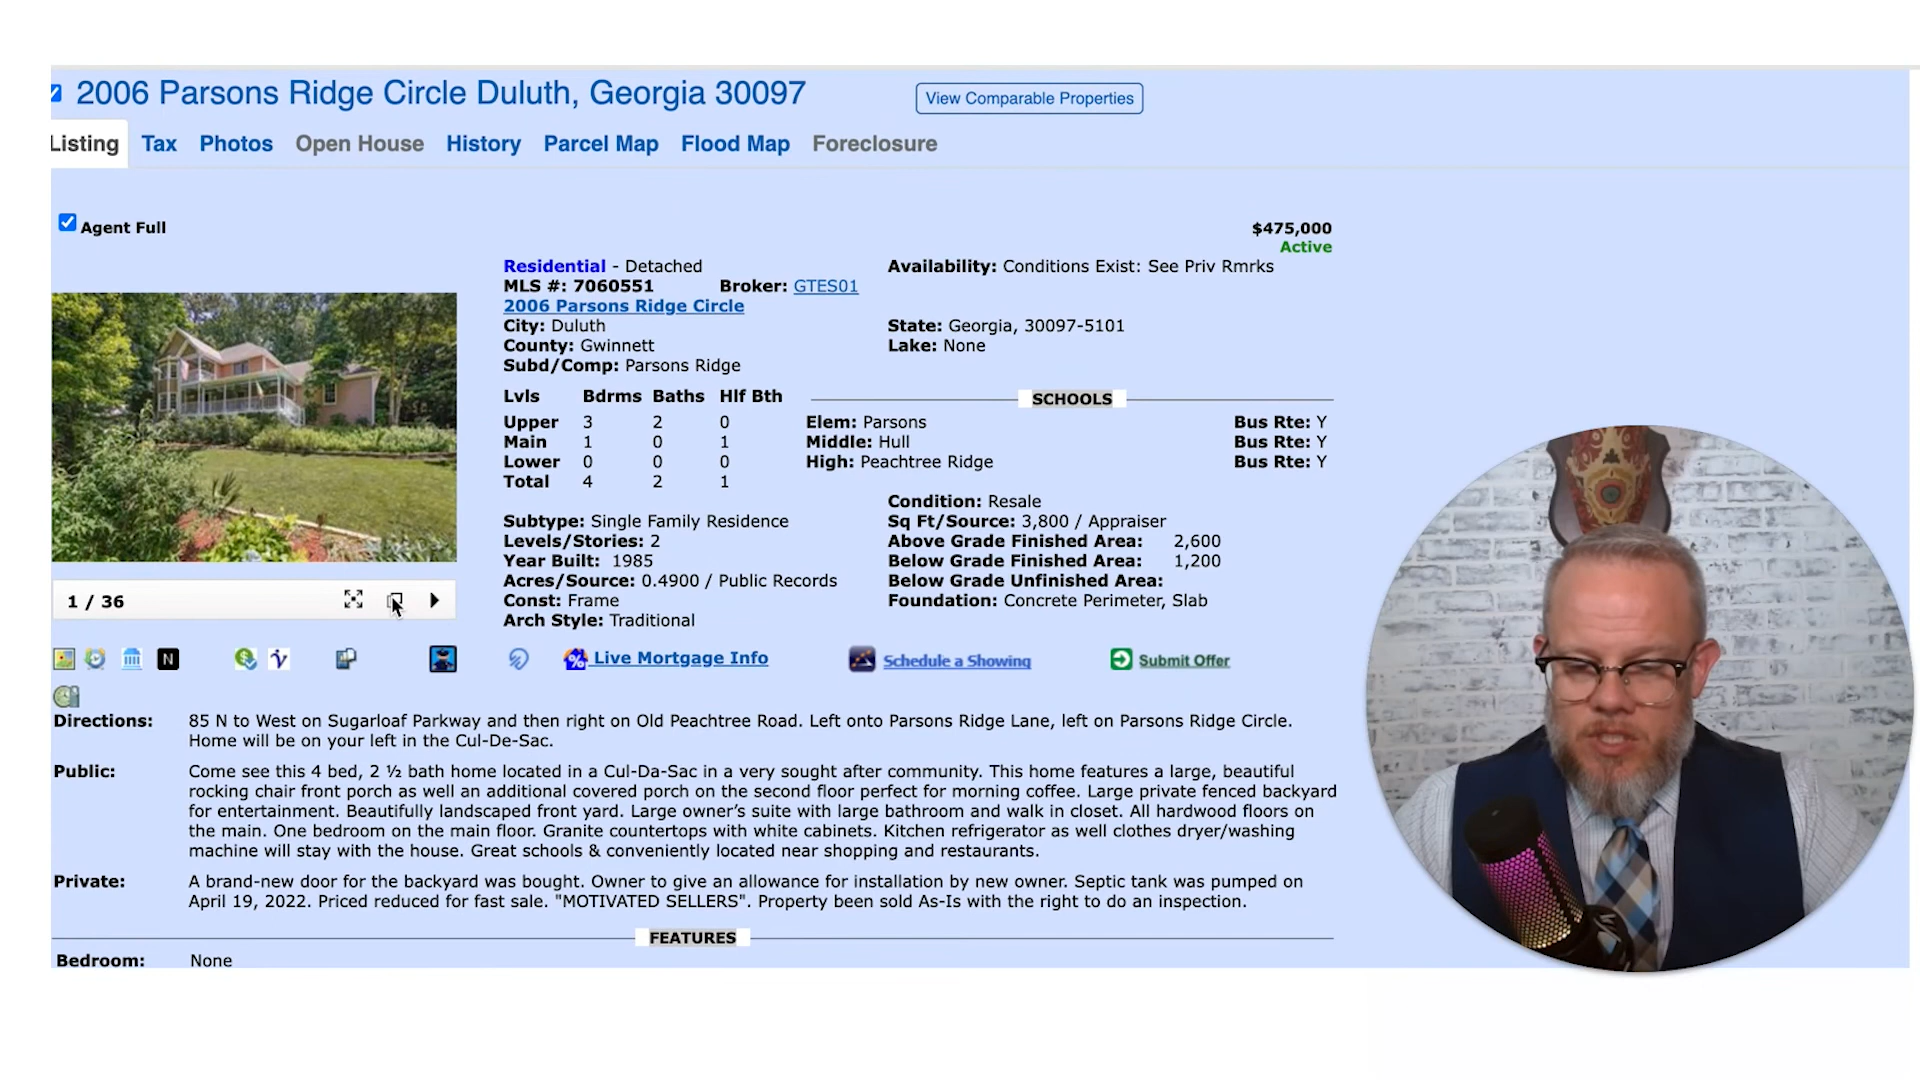 2006 Parsons Ridge Circle Duluth, Georgia 30097
View Comparable Properties
Listing Tax Photos Open House History Parcel Map Flood Map Foreclosure
Agent Full
$475,000
Active
Residential - Detached Availability: Conditions Exist: See Priv Rmrks
MLS #: 7060551 Broker: GTES01
2006 Parsons Ridge Circle
City: Duluth State: Georgia, 30097-5101
County: Gwinnett Lake: None
Subd/Comp: Parsons Ridge
Lvls Bdrms Baths Hlf Bth SCHOOLS
Upper 3 2 0 Elem: Parsons Bus Rte: Y
Main 1 0 1 Middle: Hull Bus Rte: Y
Lower 0 0 0 High: Peachtree Ridge Bus Rte: Y
Total 4 2 1
Condition: Resale
Subtype: Single Family Residence Sq Ft/Source: 3,800 / Appraiser
Levels/Stories: 2 Above Grade Finished Area: 2,600
Year Built: 1985 Below Grade Finished Area: 1,200
Acres/Source: 0.4900 / Public Records Below Grade Unfinished Area:
Const: Frame Foundation: Concrete Perimeter, Slab
Arch Style: Traditional
1 / 36
N
Live Mortgage Info Schedule a Showing Submit Offer
Directions: 85 N to West on Sugarloaf Parkway and then right on Old Peachtree Road. Left onto Parsons Ridge Lane, left on Parsons Ridge Circle.
Home will be on your left in the Cul-De-Sac.
Public: Come see this 4 bed, 2 ½ bath home located in a Cul-Da-Sac in a very sought after community. This home features a large, beautiful
rocking chair front porch as well an additional covered porch on the second floor perfect for morning coffee. Large private fenced backyard
for entertainment. Beautifully landscaped front yard. Large owner's suite with large bathroom and walk in closet. All hardwood floors on
the main. One bedroom on the main floor. Granite countertops with white cabinets. Kitchen refrigerator as well clothes dryer/washing
machine will stay with the house. Great schools & conveniently located near shopping and restaurants.
Private: A brand-new door for the backyard was bought. Owner to give an allowance for installation by new owner. Septic tank was pumped on
April 19, 2022. Priced reduced for fast sale. "MOTIVATED SELLERS". Property been sold As-Is with the right to do an inspection.
FEATURES
Bedroom: None